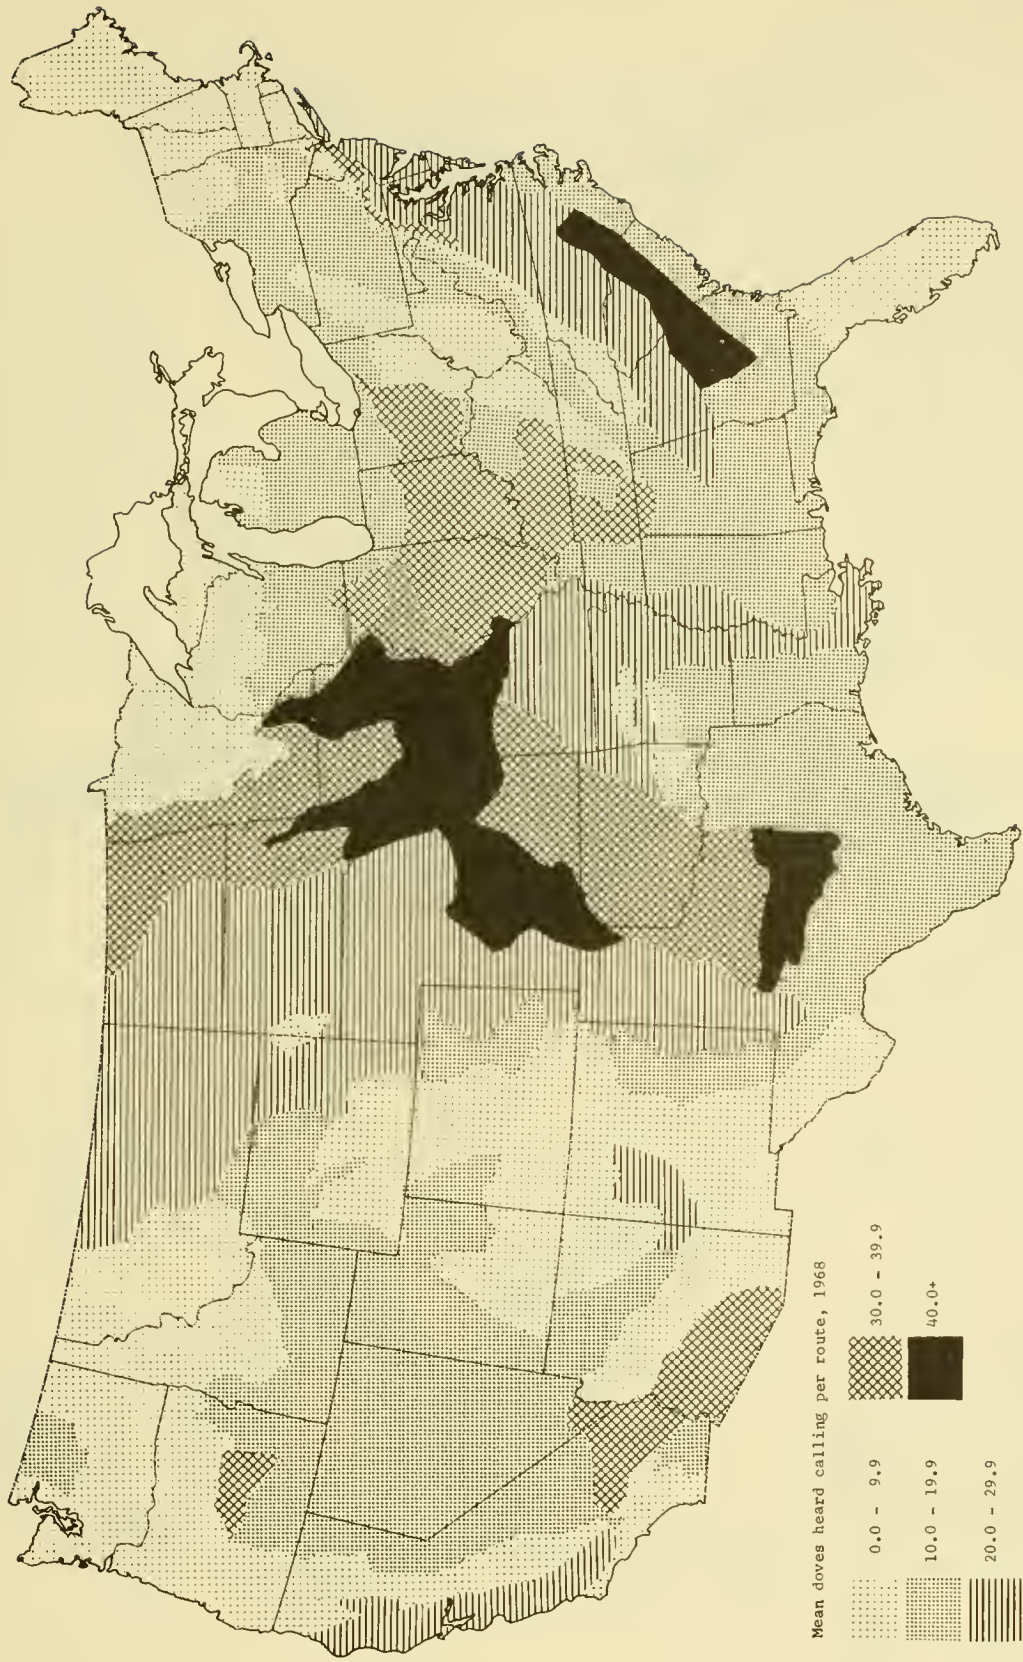 Mean doves heard calling per route, 1968
0.0 - 9.9
10.0 - 19.9
20.0 - 29.9
30.0 - 39.9
40.0+